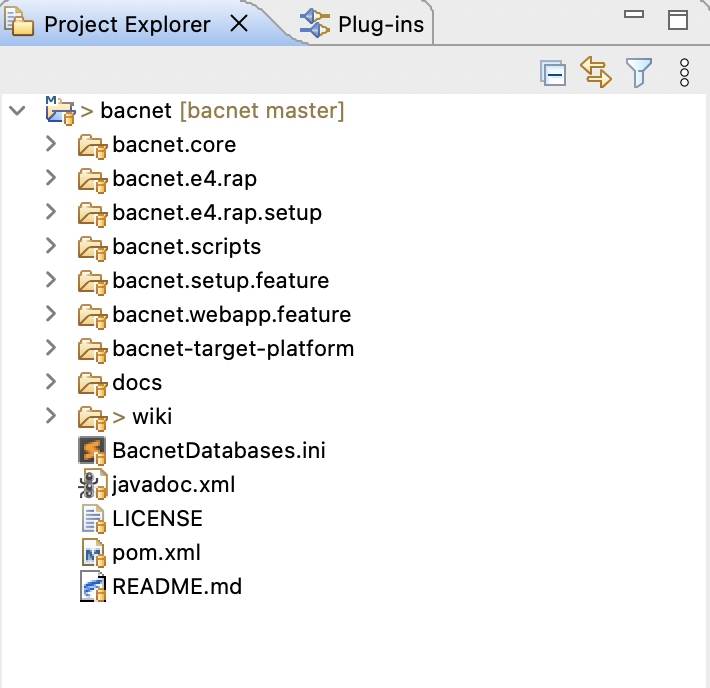 Project Explorer Plug-ins
> bacnet [bacnet master]
bacnet.core
bacnet.e4.rap
bacnet.e4.rap.setup
bacnet.scripts
bacnet.setup.feature
bacnet.webapp.feature
bacnet-target-platform
docs
> wiki
BacnetDatabases.ini
javadoc.xml
LICENSE
pom.xml
README.md